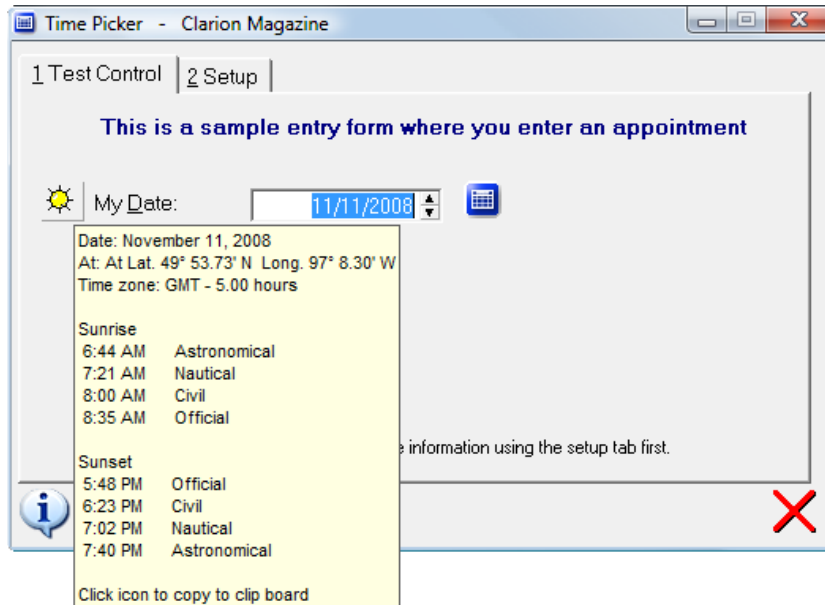 Time Picker - Clarion Magazine
1 Test Control
2 Setup
This is a sample entry form where you enter an appointment
My Date:
11/11/2008
Date: November 11, 2008
At: At Lat. 49° 53.73' N Long. 97° 8.30' W
Time zone: GMT - 5.00 hours
Sunrise
6:44 AM Astronomical
7:21 AM Nautical
8:00 AM Civil
8:35 AM Official
information using the setup tab first.
Sunset
5:48 PM Official
6:23 PM Civil
7:02 PM Nautical
7:40 PM Astronomical
Click icon to copy to clip board